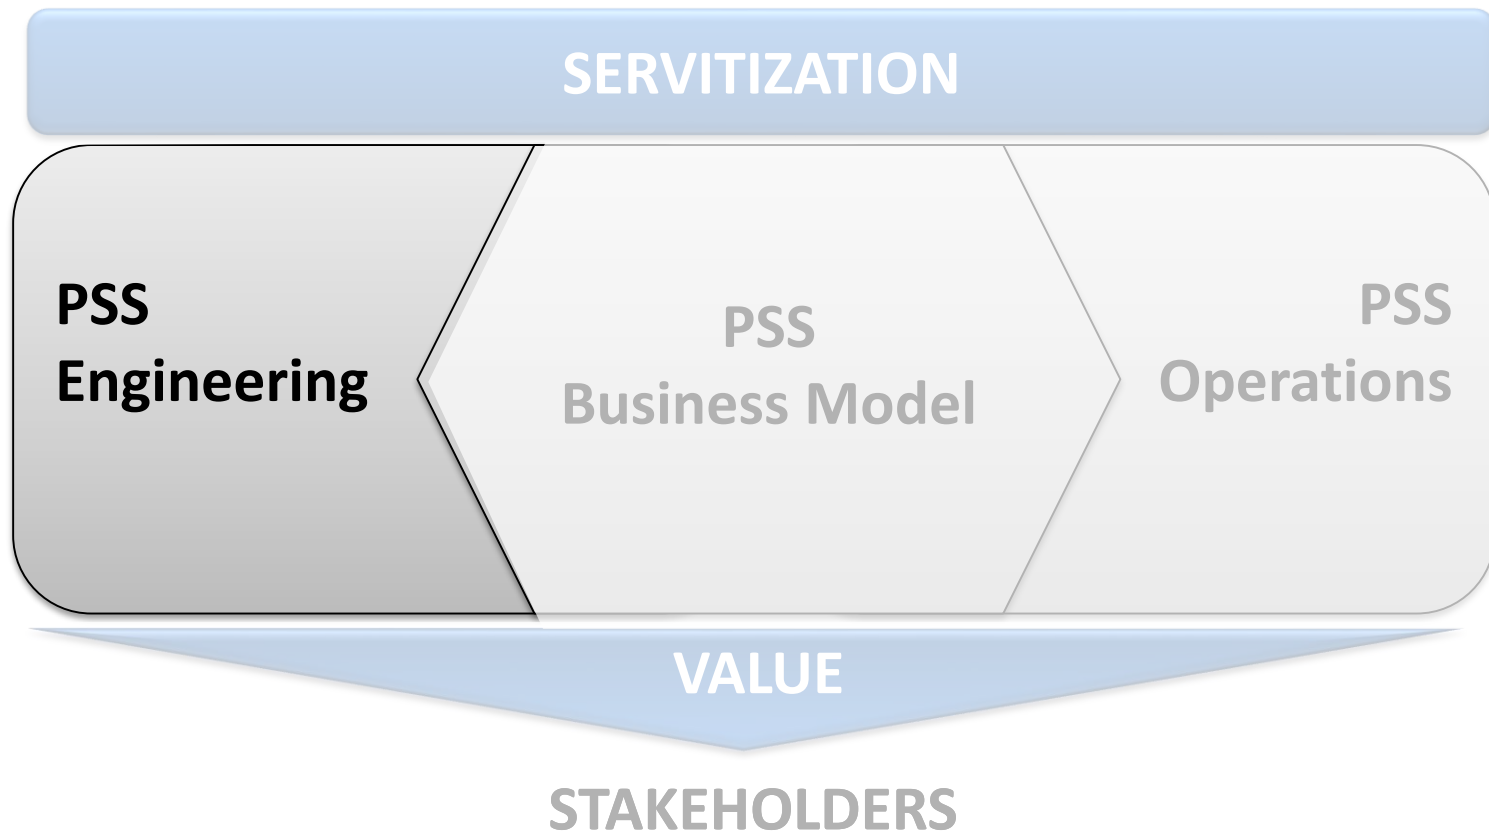 SERVITIZATION
PSS
Engineering
PSS
Business Model
PSS
Operations
VALUE
STAKEHOLDERS